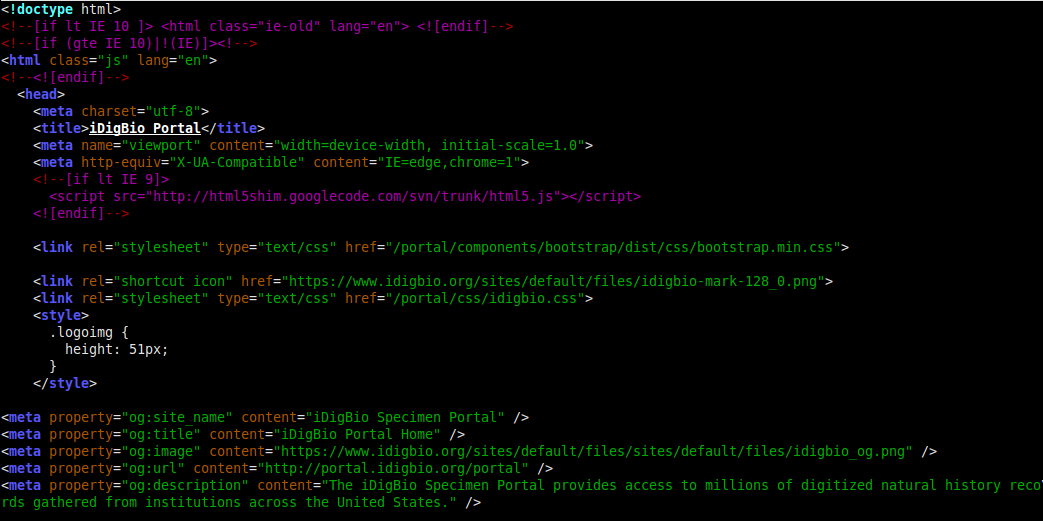 <!doctype html>
<!--[if lt IE 10 ]> <html class="ie-old" lang="en"> <![endif]-->
<!--[if (gte IE 10)|!(IE)]><!-->
<html class="js" lang="en">
<!--<![endif]-->
  <head>
    <meta charset="utf-8">
    <title>iDigBio Portal</title>
    <meta name="viewport" content="width=device-width, initial-scale=1.0">
    <meta http-equiv="X-UA-Compatible" content="IE=edge,chrome=1">
    <!--[if lt IE 9]>
      <script src="http://html5shim.googlecode.com/svn/trunk/html5.js"></script>
    <![endif]-->

    <link rel="stylesheet" type="text/css" href="/portal/components/bootstrap/dist/css/bootstrap.min.css">

    <link rel="shortcut icon" href="https://www.idigbio.org/sites/default/files/idigbio-mark-128_0.png">
    <link rel="stylesheet" type="text/css" href="/portal/css/idigbio.css">
    <style>
      .logoimg {
        height: 51px;
      }
    </style>

<meta property="og:site_name" content="iDigBio Specimen Portal" />
<meta property="og:title" content="iDigBio Portal Home" />
<meta property="og:image" content="https://www.idigbio.org/sites/default/files/sites/default/files/idigbio_og.png" />
<meta property="og:url" content="http://portal.idigbio.org/portal" />
<meta property="og:description" content="The iDigBio Specimen Portal provides access to millions of digitized natural history reco
rds gathered from institutions across the United States." />